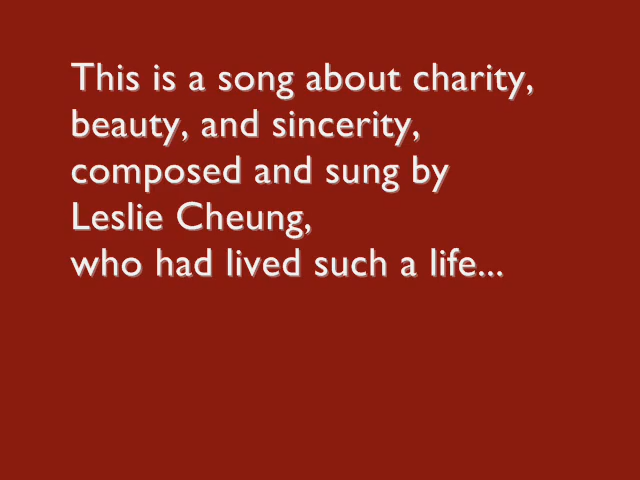 This is a song about charity,
beauty, and sincerity,
composed and sung by
Leslie Cheung,
who had lived such a life...